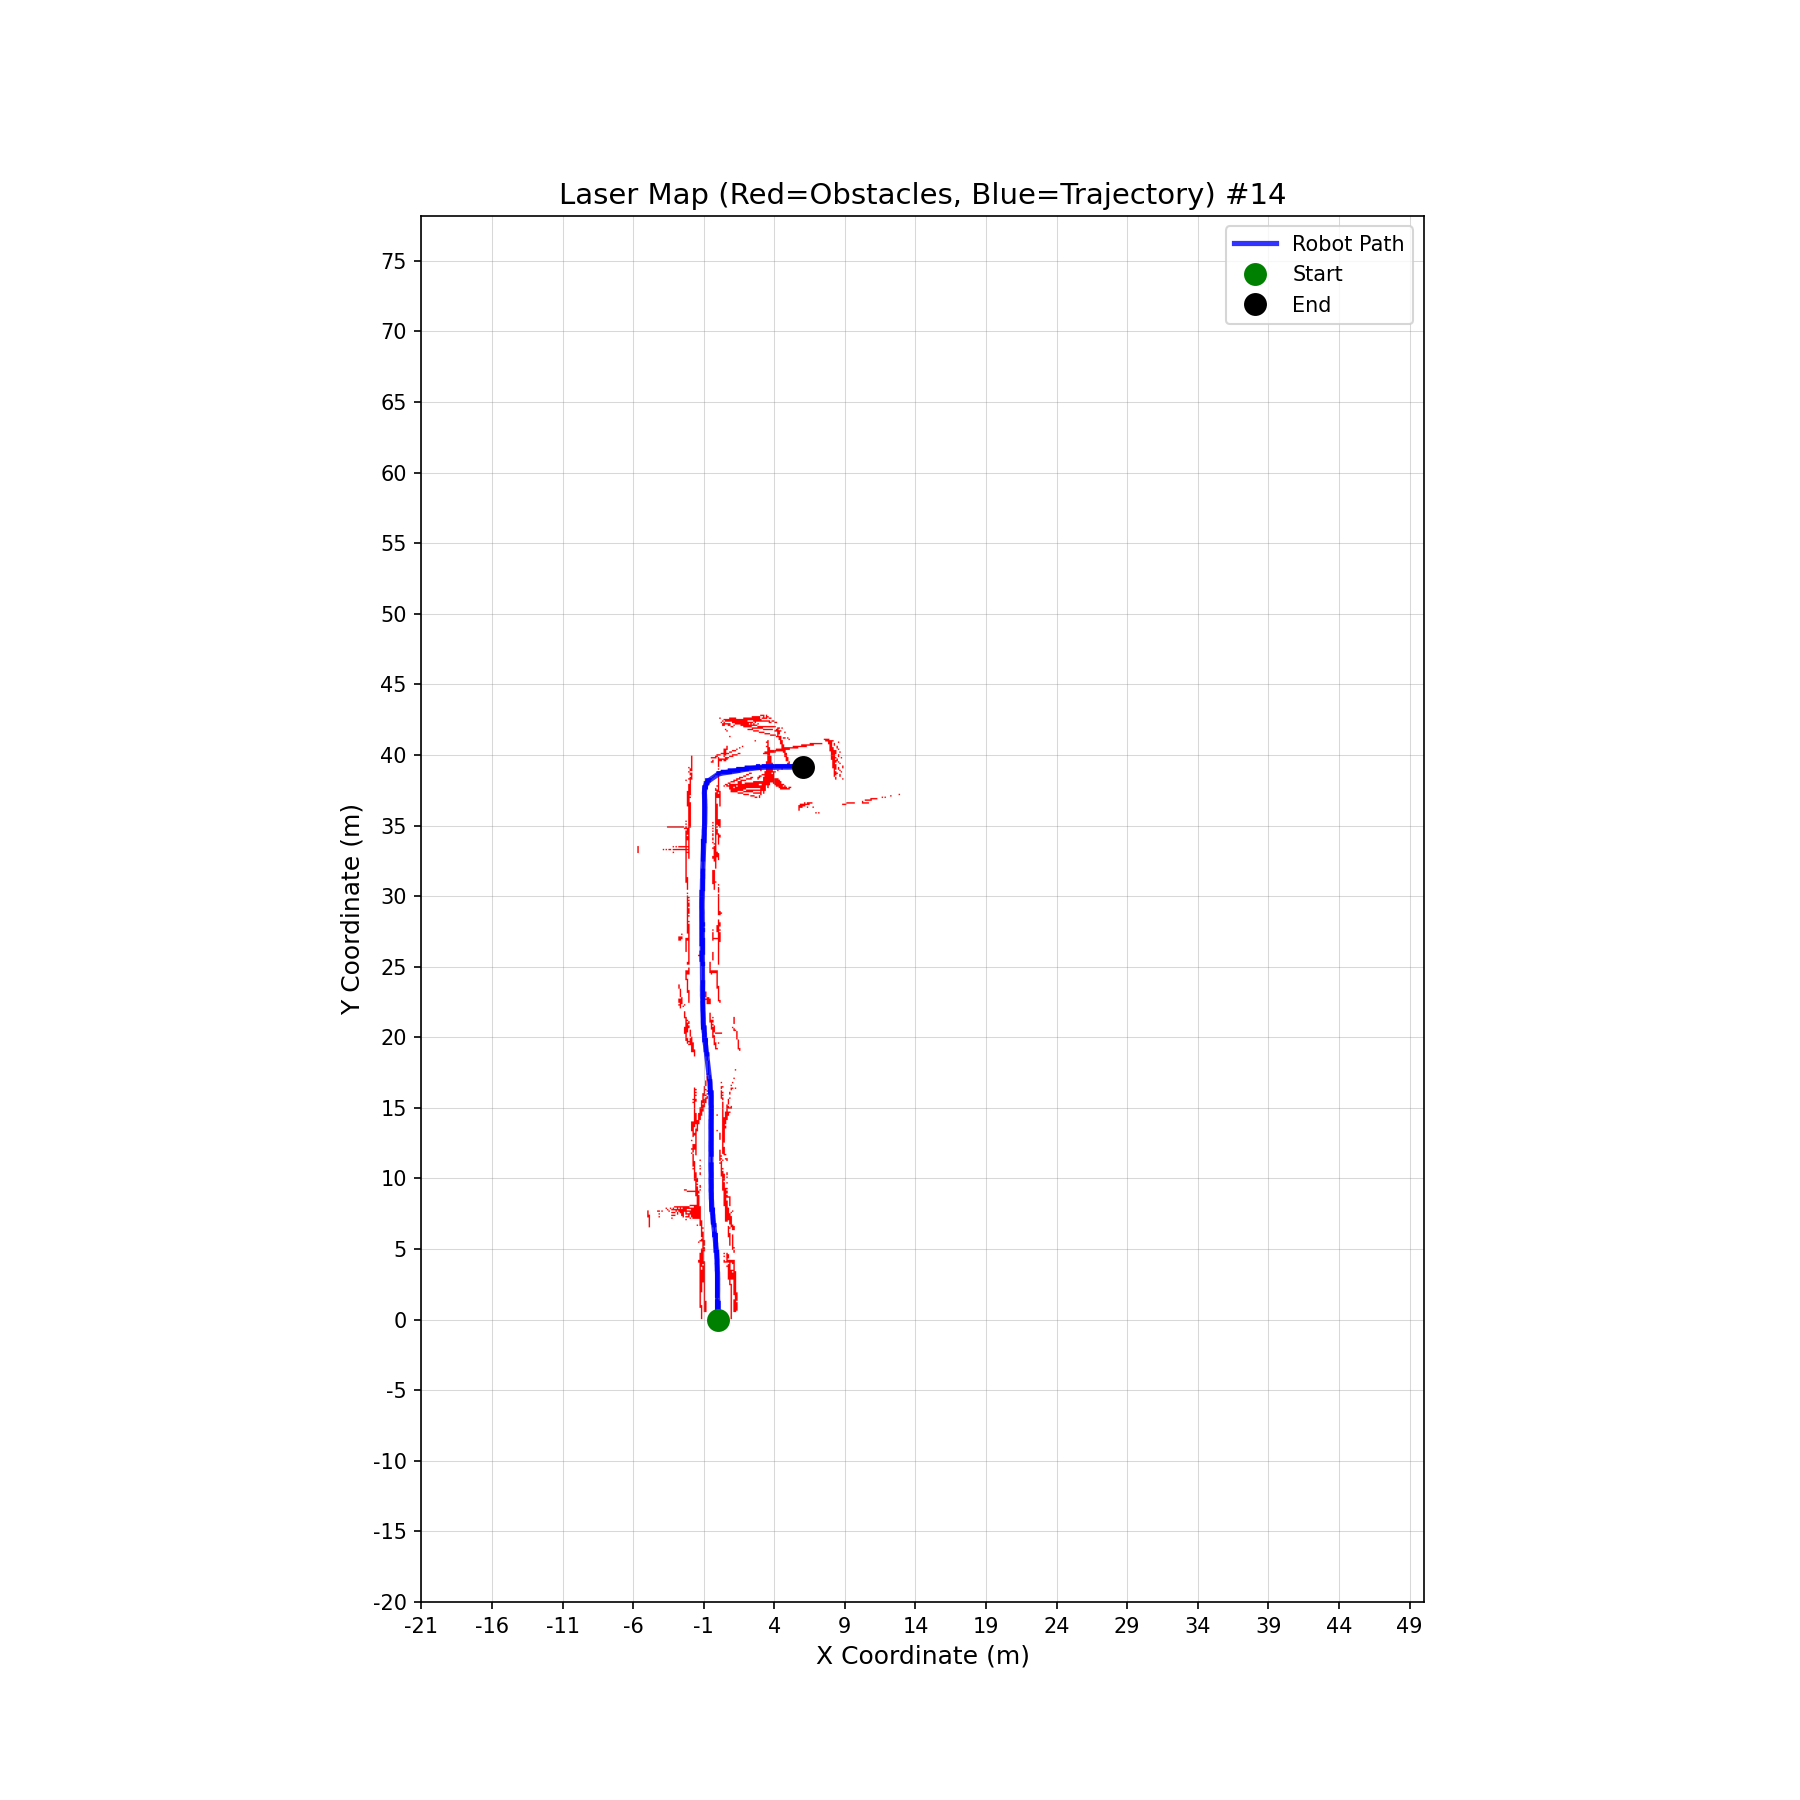 Laser Map (Red=Obstacles, Blue=Trajectory) #14
Robot Path
Start
End
Y Coordinate (m)
75
70
65
60
55
50
45
40
35
30
25
20
15
10
5
0
-5
-10
-15
-20
-21 -16 -11 -6 -1 4 9 14 19 24 29 34 39 44 49
X Coordinate (m)